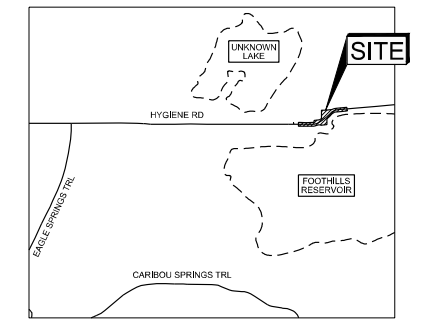 UNKNOWN
LAKE
SITE
HYGIENE RD
FOOTHILLS
RESERVOIR
EAGLE SPRINGS TRL
CARIBOU SPRINGS TRL